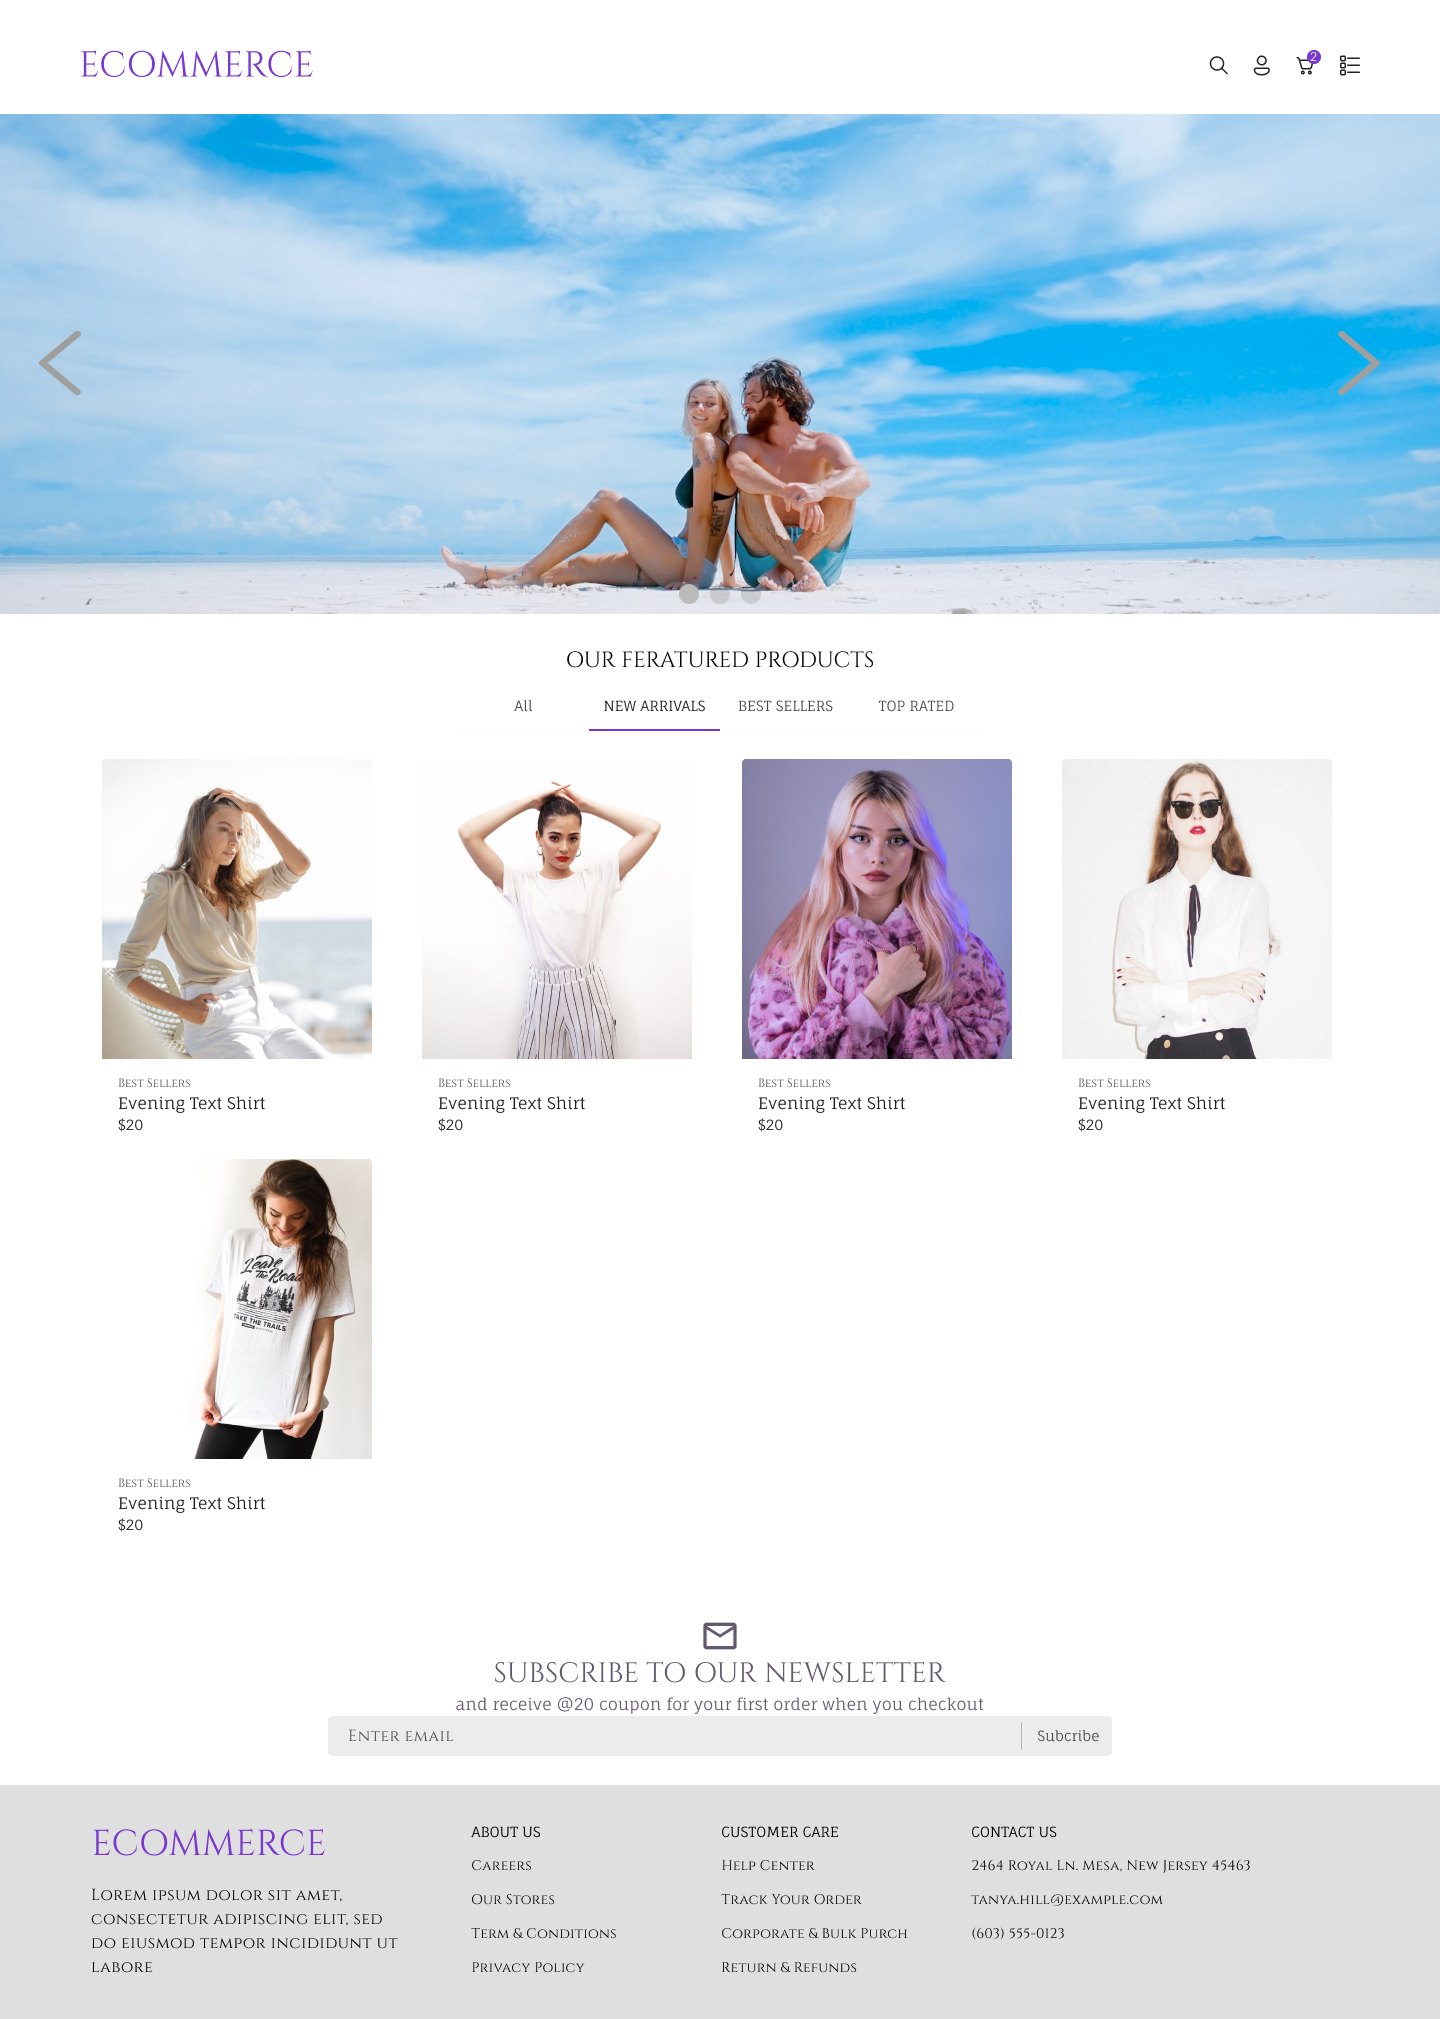 ECOMMERCE
2
OUR FERATURED PRODUCTS
All NEW ARRIVALS BEST SELLERS TOP RATED
Best Sellers Best Sellers Best Sellers Best Sellers
Evening Text Shirt Evening Text Shirt Evening Text Shirt Evening Text Shirt
$20 $20 $20 $20
Leave
The Road
TAKE THE TRAILS
Best Sellers
Evening Text Shirt
$20
SUBSCRIBE TO OUR NEWSLETTER
and receive @20 coupon for your first order when you checkout
Enter email Subcribe
ECOMMERCE
Lorem ipsum dolor sit amet,
consectetur adipiscing elit, sed
do eiusmod tempor incididunt ut
labore
ABOUT US
Careers
Our Stores
Term & Conditions
Privacy Policy
CUSTOMER CARE
Help Center
Track Your Order
Corporate & Bulk Purch
Return & Refunds
CONTACT US
2464 Royal Ln. Mesa, New Jersey 45463
tanya.hill@example.com
(603) 555-0123